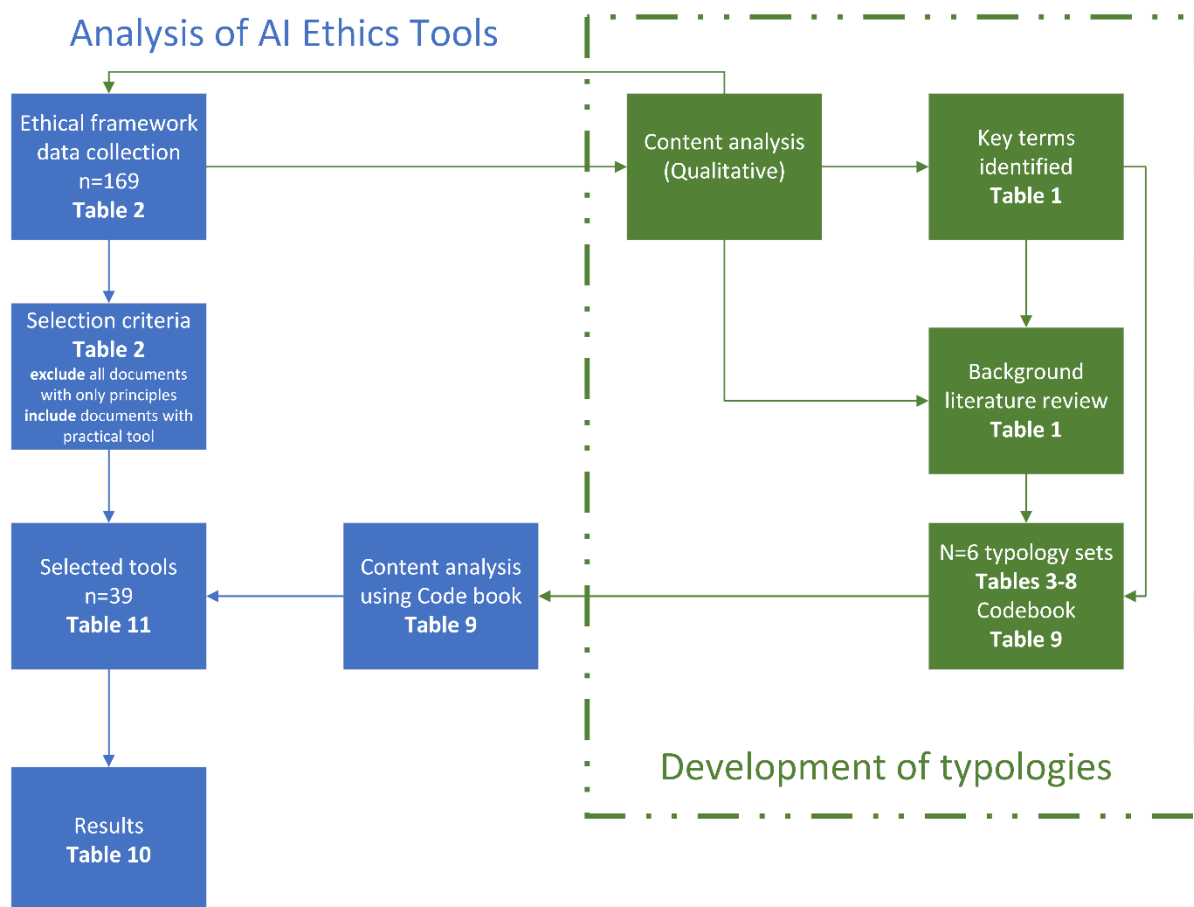 Analysis of AI Ethics Tools
Ethical framework
data collection
n=169
Table 2
Selection criteria
Table 2
exclude all documents
with only principles
include documents with
practical tool
Selected tools
n=39
Table 11
Results
Table 10
Content analysis
using Code book
Table 9
Content analysis
(Qualitative)
Key terms
identified
Table 1
Background
literature review
Table 1
N=6 typology sets
Tables 3-8
Codebook
Table 9
Development of typologies